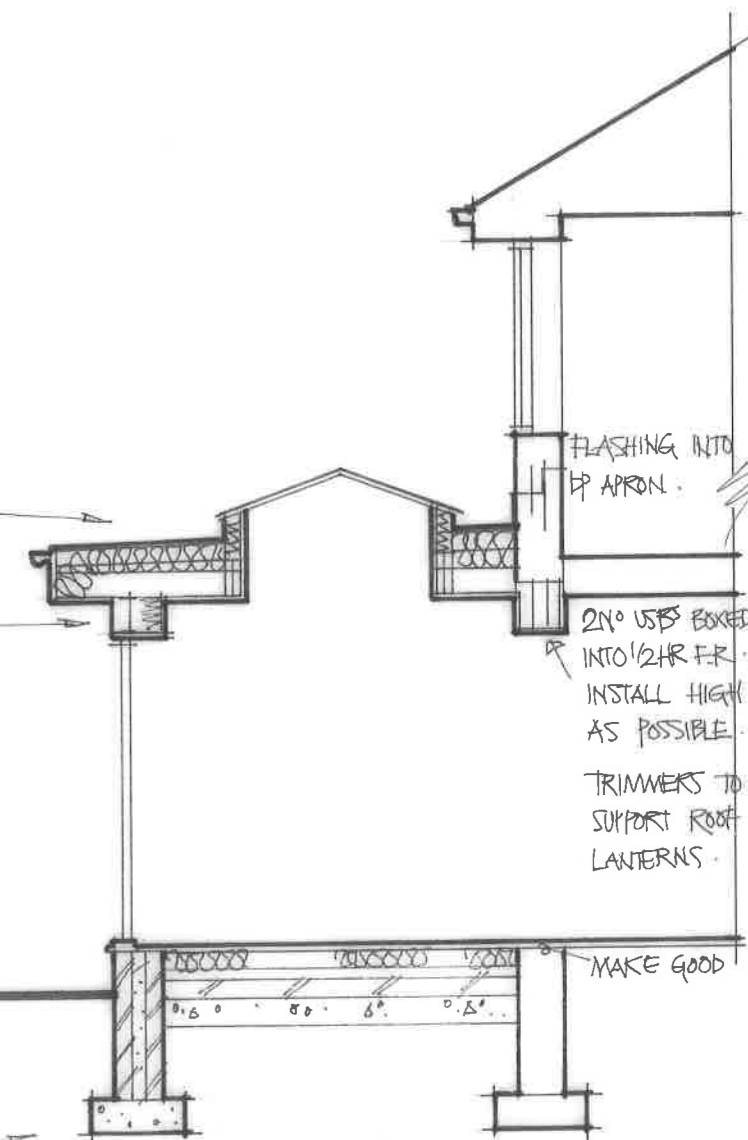 FLASHING INTO
DP APRON.
2Nº USBS BOXED
INTO 1/2HR F.R.
INSTALL HIGH
AS POSSIBLE.
TRIMMERS TO
SUPPORT ROOF
LANTERNS.
MAKE GOOD